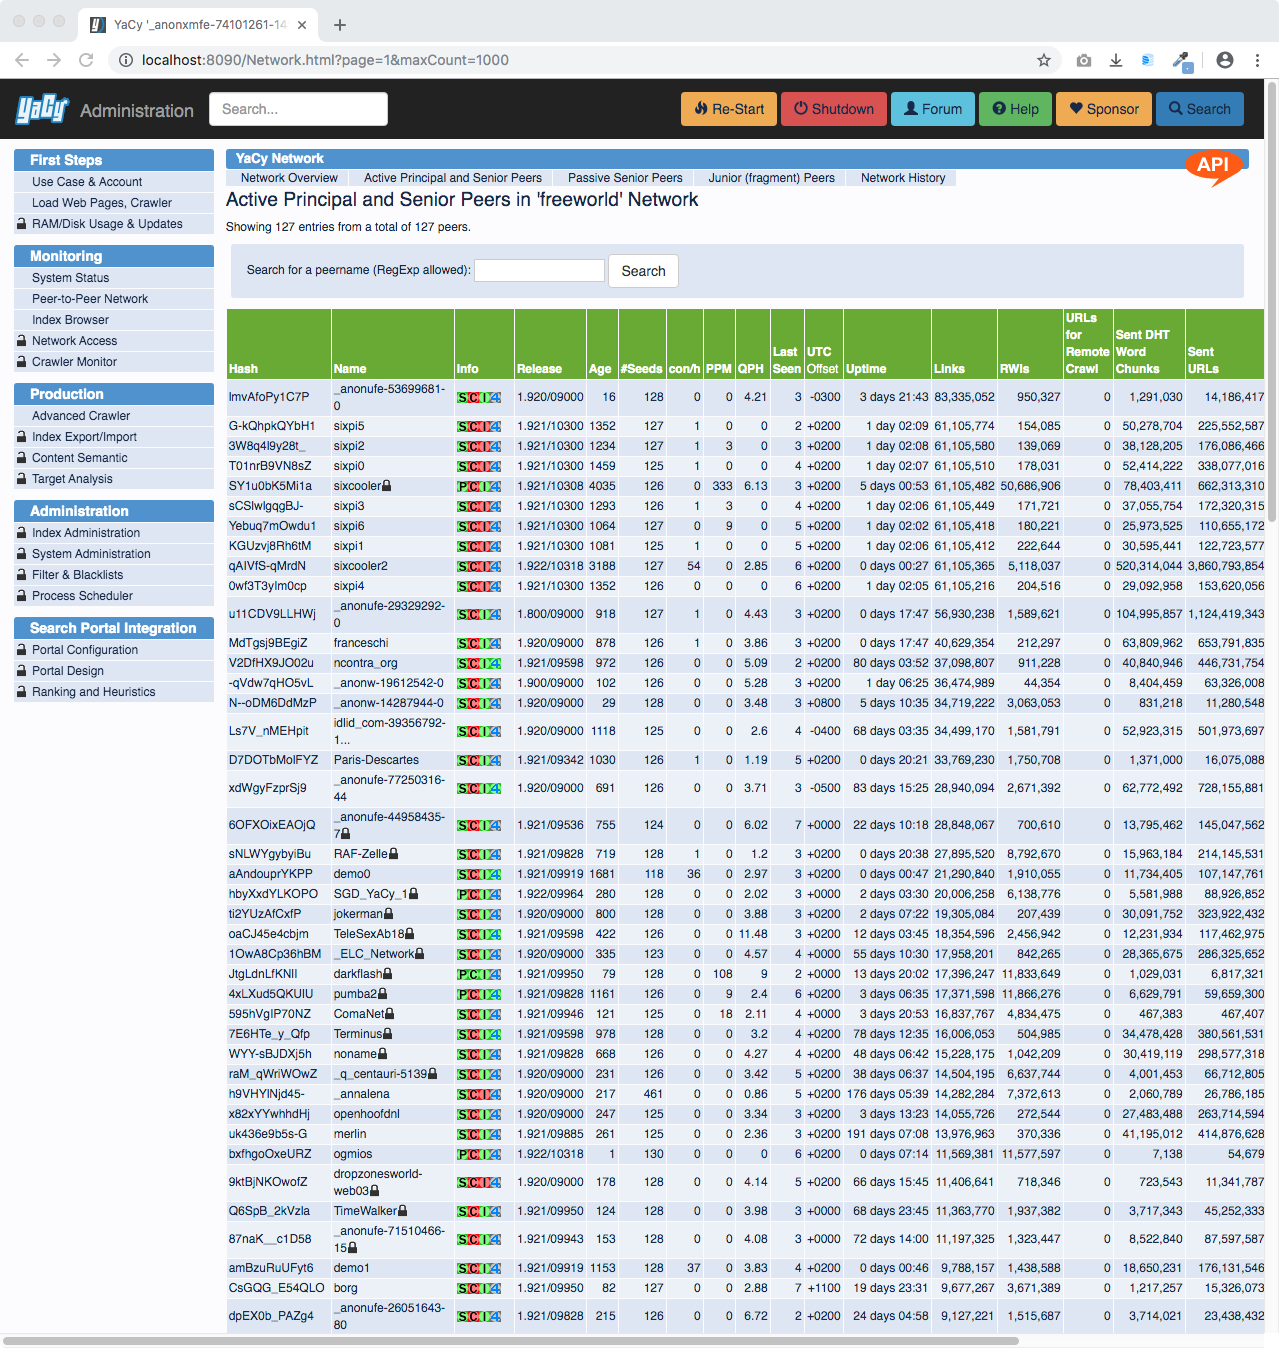 YaCy '_anonxmfe-74101261-14
localhost:8090/Network.html?page=1&maxCount=1000
YaCy Administration Search... Re-Start Shutdown Forum Help Sponsor Search
First Steps
Use Case & Account
Load Web Pages, Crawler
RAM/Disk Usage & Updates
Monitoring
System Status
Peer-to-Peer Network
Index Browser
Network Access
Crawler Monitor
Production
Advanced Crawler
Index Export/Import
Content Semantic
Target Analysis
Administration
Index Administration
System Administration
Filter & Blacklists
Process Scheduler
Search Portal Integration
Portal Configuration
Portal Design
Ranking and Heuristics
YaCy Network
API
Network Overview Active Principal and Senior Peers Passive Senior Peers Junior (fragment) Peers Network History
Active Principal and Senior Peers in 'freeworld' Network
Showing 127 entries from a total of 127 peers.
Search for a peername (RegExp allowed): Search
Hash Name Info Release Age #Seeds con/h PPM QPH Last Seen UTC Offset Uptime Links RWIs URLs for Remote Crawl Sent DHT Word Chunks Sent URLs
lmvAfoPy1C7P _anonufe-53699681-0 1.920/09000 16 128 0 0 4.21 3 -0300 3 days 21:43 83,335,052 950,327 0 1,291,030 14,186,417
G-kQhpkQYbH1 sixpi5 1.921/10300 1352 127 1 0 0 2 +0200 1 day 02:09 61,105,774 154,085 0 50,278,704 225,552,587
3W8q4l9y28t_ sixpi2 1.921/10300 1234 127 1 3 0 3 +0200 1 day 02:08 61,105,580 139,069 0 38,128,205 176,086,466
T01nrB9VN8sZ sixpi0 1.921/10300 1459 125 1 0 0 4 +0200 1 day 02:07 61,105,510 178,031 0 52,414,222 338,077,016
SY1u0bK5Mi1a sixcooler 1.921/10308 4035 126 0 333 6.13 3 +0200 5 days 00:53 61,105,482 50,686,906 0 78,403,411 662,313,310
sCSlwlgqgBJ- sixpi3 1.921/10300 1293 126 1 3 0 4 +0200 1 day 02:06 61,105,449 171,721 0 37,055,754 172,320,315
Yebuq7mOwdu1 sixpi6 1.921/10300 1064 127 0 9 0 5 +0200 1 day 02:02 61,105,418 180,221 0 25,973,525 110,655,172
KGUzvj8Rh6tM sixpi1 1.921/10300 1081 125 1 0 0 5 +0200 1 day 02:06 61,105,412 222,644 0 30,595,441 122,723,577
qAIVfS-qMrdN sixcooler2 1.922/10318 3188 127 54 0 2.85 6 +0200 0 days 00:27 61,105,365 5,118,037 0 520,314,044 3,860,793,854
0wf3T3ylm0cp sixpi4 1.921/10300 1352 126 0 0 0 6 +0200 1 day 02:05 61,105,216 204,516 0 29,092,958 153,620,056
u11CDV9LLHWj _anonufe-29329292-0 1.800/09000 918 127 1 0 4.43 3 +0200 0 days 17:47 56,930,238 1,589,621 0 104,995,857 1,124,419,343
MdTgsj9BEgiZ franceschi 1.920/09000 878 126 1 0 3.86 3 +0200 0 days 17:47 40,629,354 212,297 0 63,809,962 653,791,835
V2DfHX9JO02u ncontra_org 1.921/09598 972 126 0 0 5.09 2 +0200 80 days 03:52 37,098,807 911,228 0 40,840,946 446,731,754
-qVdw7qHO5vL _anonw-19612542-0 1.900/09000 102 126 0 0 5.28 3 +0200 1 day 06:25 36,474,989 44,354 0 8,404,459 63,326,008
N--oDM6DdMzP _anonw-14287944-0 1.920/09000 29 128 0 0 3.48 3 +0800 5 days 10:35 34,719,222 3,063,053 0 831,218 11,280,548
Ls7V_nMEHpit idlid_com-39356792-1... 1.920/09000 1118 125 0 0 2.6 4 -0400 68 days 03:35 34,499,170 1,581,791 0 52,923,315 501,973,697
D7DOTbMolFYZ Paris-Descartes 1.921/09342 1030 126 1 0 1.19 5 +0200 0 days 20:21 33,769,230 1,750,708 0 1,371,000 16,075,088
xdWgyFzprSj9 _anonufe-77250316-44 1.920/09000 691 126 0 0 3.71 3 -0500 83 days 15:25 28,940,094 2,671,392 0 62,772,492 728,155,881
6OFXOixEAOjQ _anonufe-44958435-7 1.921/09536 755 124 0 0 6.02 7 +0000 22 days 10:18 28,848,067 700,610 0 13,795,462 145,047,562
sNLWYgybyiBu RAF-Zelle 1.921/09828 719 128 1 0 1.2 3 +0200 0 days 20:38 27,895,520 8,792,670 0 15,963,184 214,145,531
aAndouprYKPP demo0 1.921/09919 1681 118 36 0 2.97 3 +0200 0 days 00:47 21,290,840 1,910,055 0 11,734,405 107,147,761
hbyXxdYLKOPO SGD_YaCy_1 1.922/09964 280 128 0 0 2.02 3 +0000 2 days 03:30 20,006,258 6,138,776 0 5,581,988 88,926,852
ti2YUzAfCxfP jokerman 1.920/09000 800 128 0 0 3.88 3 +0200 2 days 07:22 19,305,084 207,439 0 30,091,752 323,922,432
oaCJ45e4cbjm TeleSexAb18 1.921/09598 422 126 0 0 11.48 3 +0200 12 days 03:45 18,354,596 2,456,942 0 12,231,934 117,462,975
1OwA8Cp36hBM _ELC_Network 1.920/09000 335 123 0 0 4.57 4 +0000 55 days 10:30 17,958,201 842,265 0 28,365,675 286,325,652
JtgLdnLfKNII darkflash 1.921/09950 79 128 0 108 9 2 +0000 13 days 20:02 17,396,247 11,833,649 0 1,029,031 6,817,321
4xLXud5QKUIU pumba2 1.921/09828 1161 126 0 9 2.4 6 +0200 3 days 06:35 17,371,598 11,866,276 0 6,629,791 59,659,300
595hVgIP70NZ ComaNet 1.921/09946 121 125 0 18 2.11 4 +0000 3 days 20:53 16,837,767 4,834,475 0 467,383 467,407
7E6HTe_y_Qfp Terminus 1.921/09598 978 128 0 0 3.2 4 +0200 78 days 12:35 16,006,053 504,985 0 34,478,428 380,561,531
WYY-sBJDXj5h noname 1.921/09828 668 126 0 0 4.27 4 +0200 48 days 06:42 15,228,175 1,042,209 0 30,419,119 298,577,318
raM_qWriWOwZ _q_centauri-5139 1.920/09000 231 126 0 0 3.42 5 +0200 38 days 06:37 14,504,195 6,637,744 0 4,001,453 66,712,805
h9VHYlNjd45- _annalena 1.920/09000 217 461 0 0 0.86 5 +0200 176 days 05:39 14,282,284 7,372,613 0 2,060,789 26,786,185
x82xYYwhhdHj openhoofdnl 1.920/09000 247 125 0 0 3.34 3 +0200 3 days 13:23 14,055,726 272,544 0 27,483,488 263,714,594
uk436e9b5s-G merlin 1.921/09885 261 125 0 0 2.36 3 +0200 191 days 07:08 13,976,963 370,336 0 41,195,012 414,876,628
bxfhgoOxeURZ ogmios 1.922/10318 1 130 0 0 0 6 +0200 0 days 07:14 11,569,381 11,577,597 0 7,138 54,679
9ktBjNKOwofZ dropzonesworld-web03 1.920/09000 178 128 0 0 4.14 5 +0200 66 days 15:45 11,406,641 718,346 0 723,543 11,341,787
Q6SpB_2kVzla TimeWalker 1.921/09950 124 128 0 0 3.98 3 +0000 68 days 23:45 11,363,770 1,937,382 0 3,717,343 45,252,333
87naK__c1D58 _anonufe-71510466-15 1.921/09943 153 128 0 0 4.08 3 +0000 72 days 14:00 11,197,325 1,323,447 0 8,522,840 87,597,587
amBzuRuUFyt6 demo1 1.921/09919 1153 128 37 0 3.83 4 +0200 0 days 00:46 9,788,157 1,438,588 0 18,650,231 176,131,546
CsGQG_E54QLO borg 1.921/09950 82 127 0 0 2.88 7 +1100 19 days 23:31 9,677,267 3,671,389 0 1,217,257 15,326,073
dpEX0b_PAZg4 _anonufe-26051643-80 1.921/09828 215 126 0 0 6.72 2 +0200 24 days 04:58 9,127,221 1,515,687 0 3,714,021 23,438,432